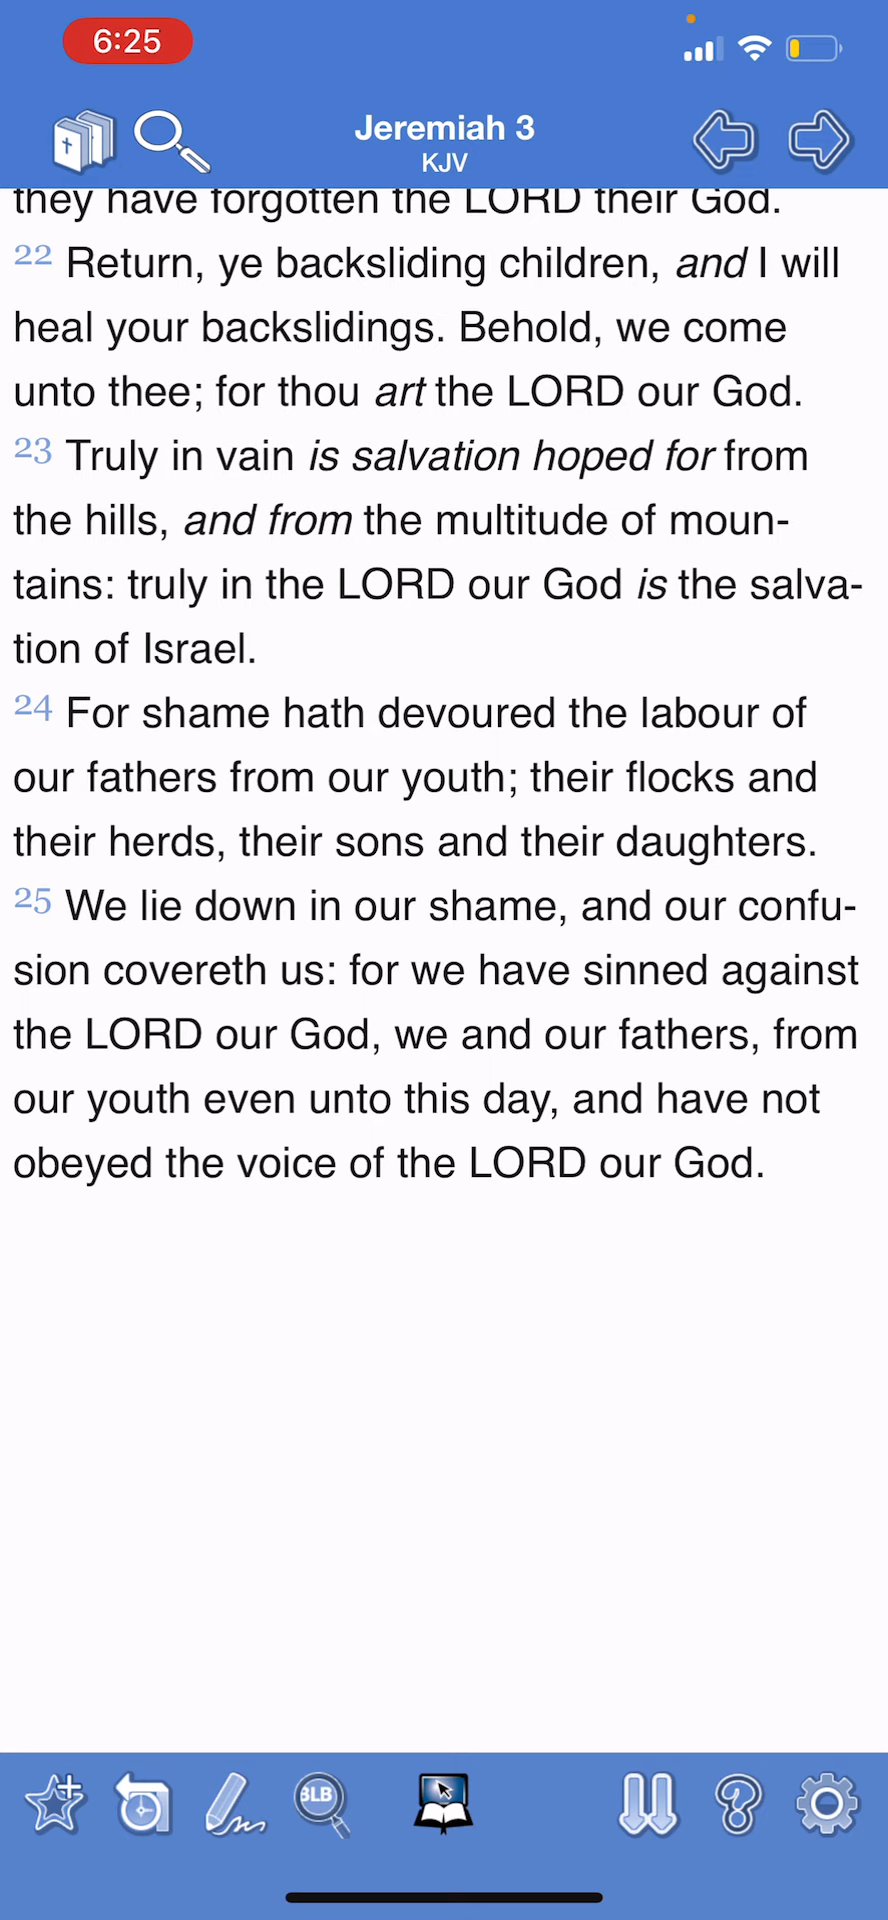 6:25
Jeremiah 3
KJV
they have forgotten the LORD their God.
22 Return, ye backsliding children, and I will
heal your backslidings. Behold, we come
unto thee; for thou art the LORD our God.
23 Truly in vain is salvation hoped for from
the hills, and from the multitude of moun-
tains: truly in the LORD our God is the salva-
tion of Israel.
24 For shame hath devoured the labour of
our fathers from our youth; their flocks and
their herds, their sons and their daughters.
25 We lie down in our shame, and our confu-
sion covereth us: for we have sinned against
the LORD our God, we and our fathers, from
our youth even unto this day, and have not
obeyed the voice of the LORD our God.
BLB